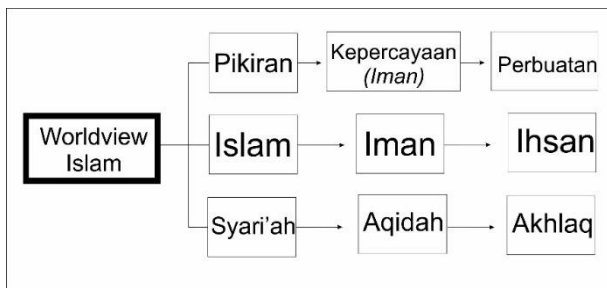 Worldview
Islam
Pikiran
Kepercayaan
(Iman)
Perbuatan
Islam
Iman
Ihsan
Syari'ah
Aqidah
Akhlaq